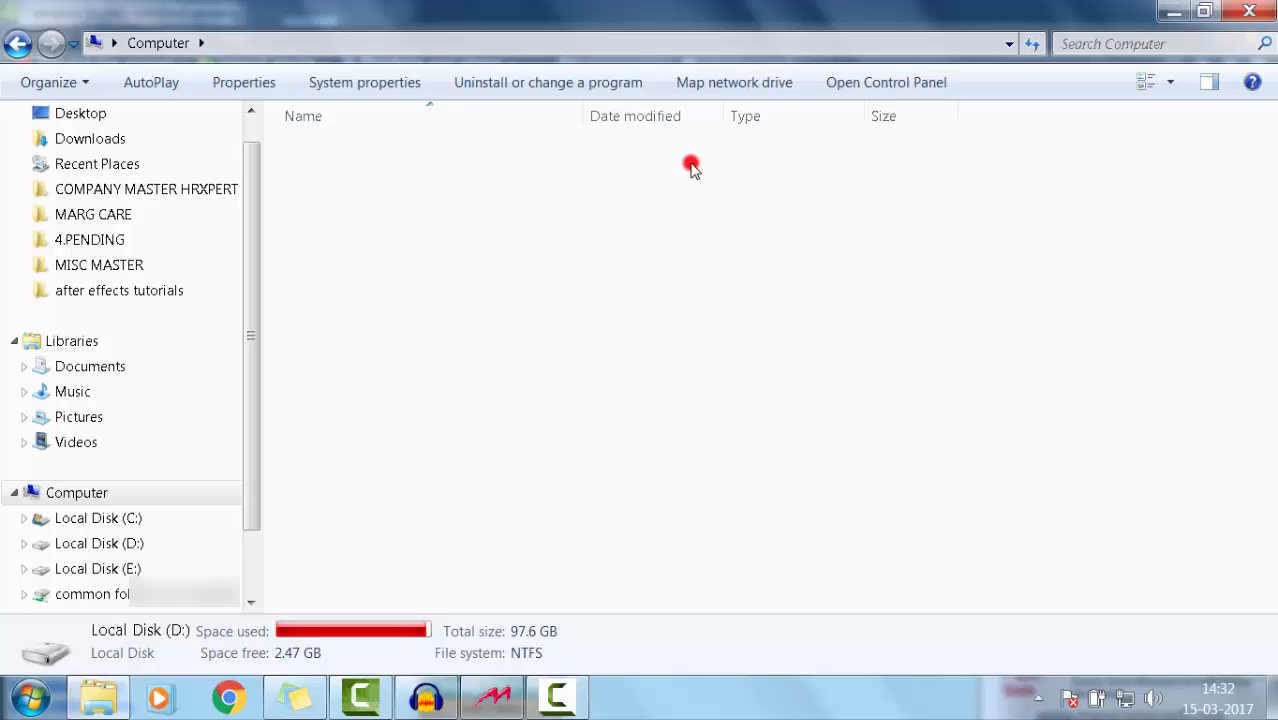 Computer
Search Computer
Organize
AutoPlay
Properties
System properties
Uninstall or change a program
Map network drive
Open Control Panel
Name
Date modified
Type
Size
Desktop
Downloads
Recent Places
COMPANY MASTER HRXPERT
MARG CARE
4.PENDING
MISC MASTER
after effects tutorials
Libraries
Documents
Music
Pictures
Videos
Computer
Local Disk (C:)
Local Disk (D:)
Local Disk (E:)
common fol
Local Disk (D:) Space used: Total size: 97.6 GB
Local Disk Space free: 2.47 GB File system: NTFS
14:32
15-03-2017